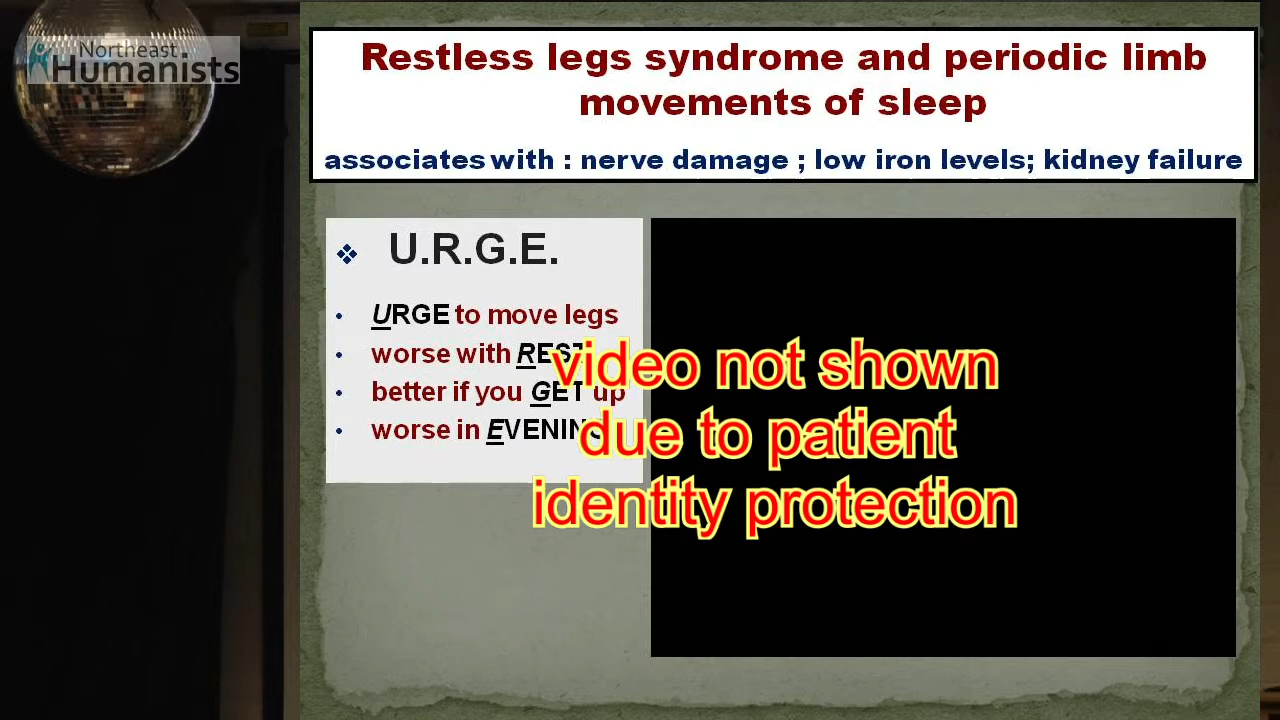 Northeast
Humanists
Restless legs syndrome and periodic limb
movements of sleep
associates with : nerve damage ; low iron levels; kidney failure
❖ U.R.G.E.
• URGE to move legs
• worse with REST
• better if you GET up
• worse in EVENING
video not shown
due to patient
identity protection